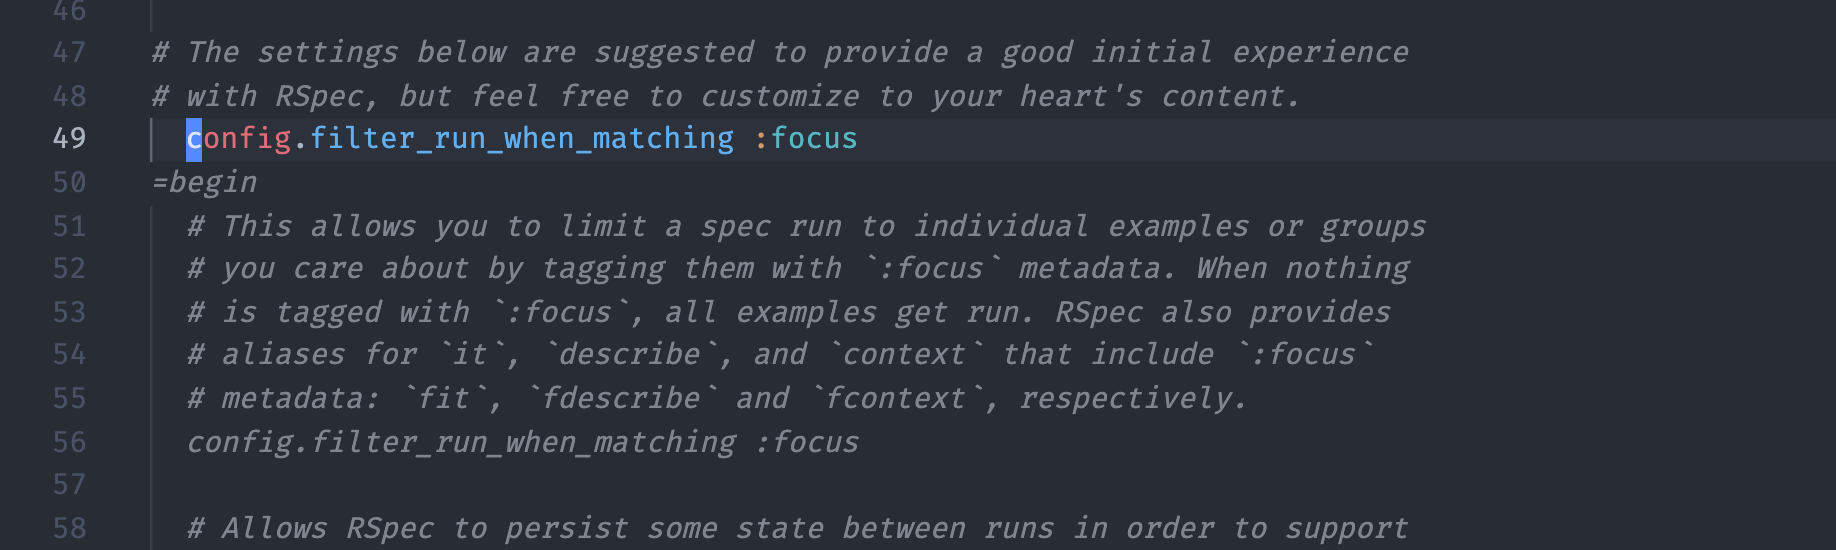 46
47 # The settings below are suggested to provide a good initial experience
48 # with RSpec, but feel free to customize to your heart's content.
49   config.filter_run_when_matching :focus
50 =begin
51   # This allows you to limit a spec run to individual examples or groups
52   # you care about by tagging them with `:focus` metadata. When nothing
53   # is tagged with `:focus`, all examples get run. RSpec also provides
54   # aliases for `it`, `describe`, and `context` that include `:focus`
55   # metadata: `fit`, `fdescribe` and `fcontext`, respectively.
56   config.filter_run_when_matching :focus
57
58   # Allows RSpec to persist some state between runs in order to support